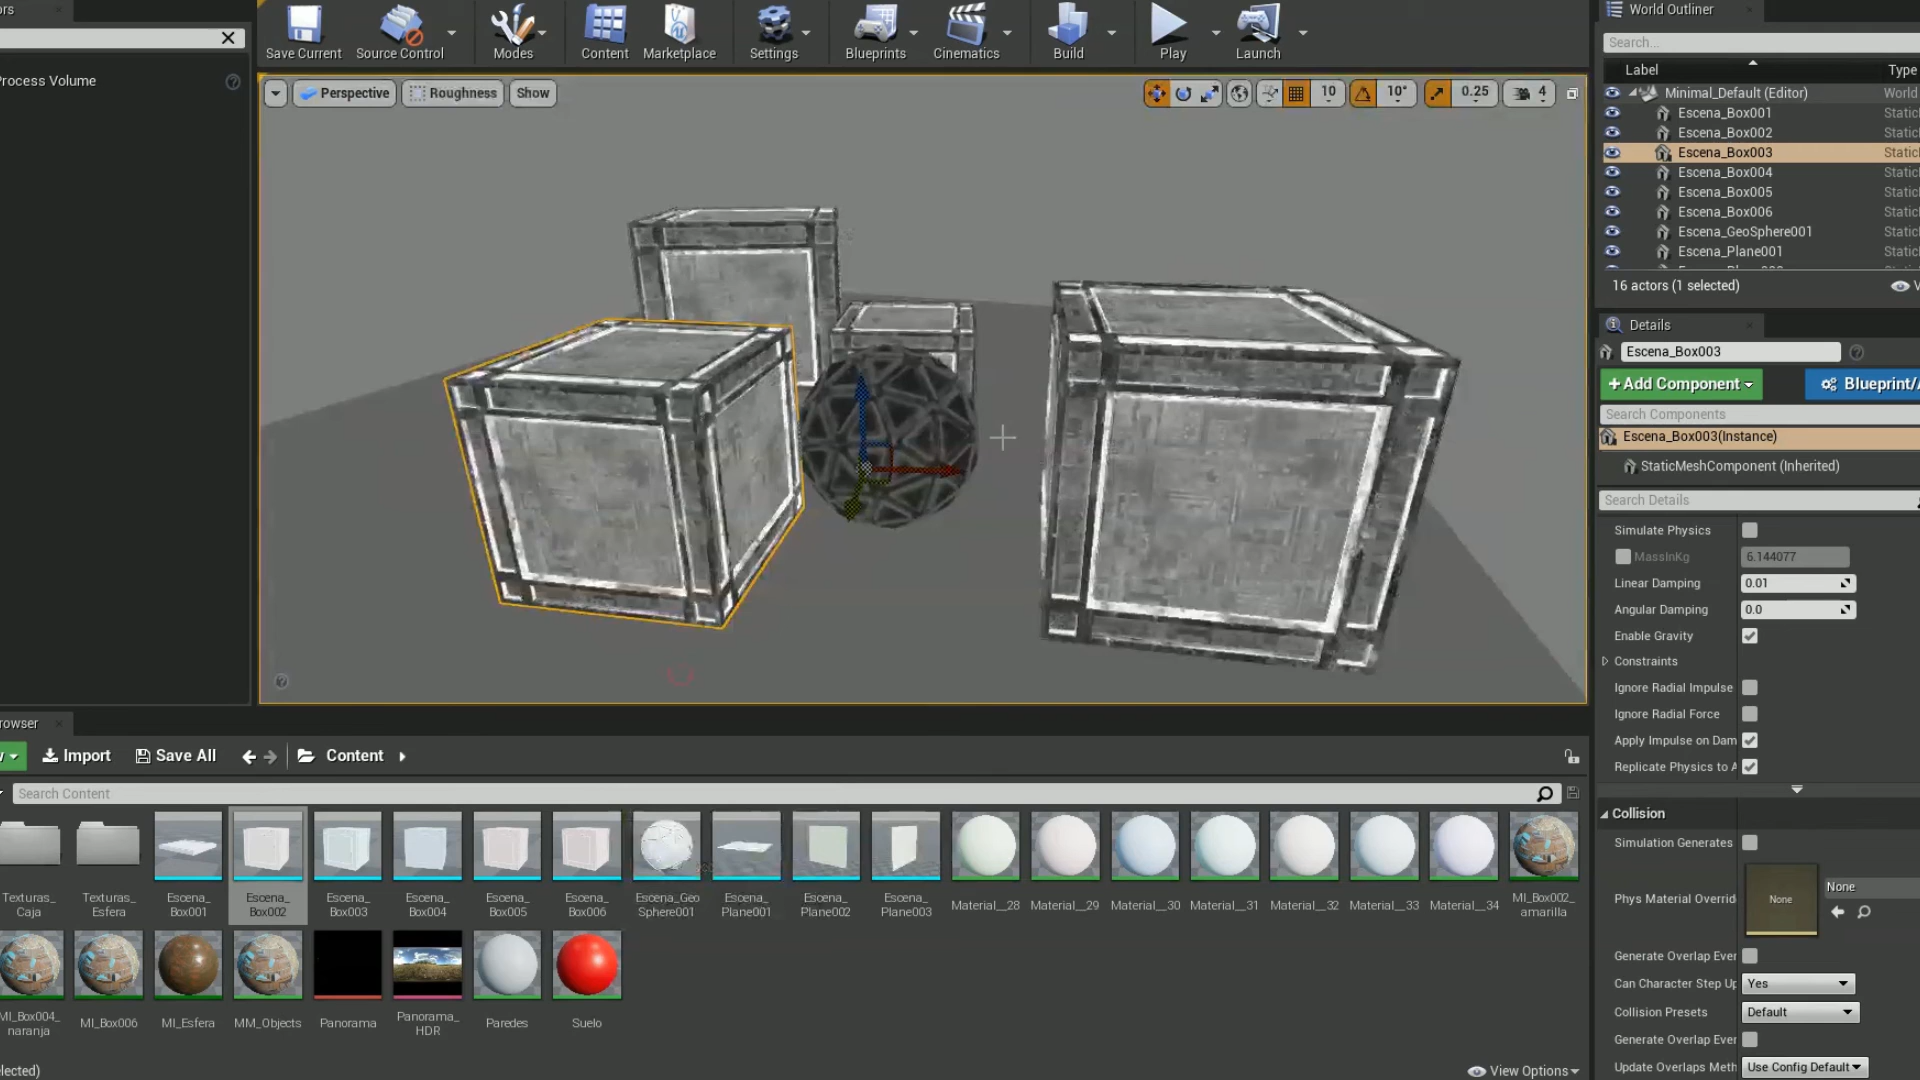 ors
Save Current
Source Control
Modes
Content
Marketplace
Settings
Blueprints
Cinematics
Build
Play
Launch
Process Volume
Perspective
Roughness
Show
10
10°
0.25
4
World Outliner
Search...
Label
Type
Minimal_Default (Editor)
World
Escena_Box001
Static
Escena_Box002
Static
Escena_Box003
Static
Escena_Box004
Static
Escena_Box005
Static
Escena_Box006
Static
Escena_GeoSphere001
Static
Escena_Plane001
Static
16 actors (1 selected)
V
Details
Escena_Box003
+Add Component
Blueprint/A
Search Components
Escena_Box003(Instance)
StaticMeshComponent (Inherited)
Search Details
Simulate Physics
MassInKg
6.144077
Linear Damping
0.01
Angular Damping
0.0
Enable Gravity
Constraints
Ignore Radial Impulse
Ignore Radial Force
Apply Impulse on Dam
Replicate Physics to A
Collision
Simulation Generates
Phys Material Overrid
None
None
Generate Overlap Ever
Can Character Step Up
Yes
Collision Presets
Default
Generate Overlap Ever
Update Overlaps Meth
Use Config Default
rowser
Import
Save All
Content
Search Content
Texturas_
Caja
Texturas_
Esfera
Escena_
Box001
Escena_
Box002
Escena_
Box003
Escena_
Box004
Escena_
Box005
Escena_
Box006
Escena_Geo
Sphere001
Escena_
Plane001
Escena_
Plane002
Escena_
Plane003
Material__28
Material__29
Material__30
Material__31
Material__32
Material__33
Material__34
MI_Box002_
amarilla
MI_Box004_
naranja
MI_Box006
MI_Esfera
MM_Objects
Panorama
Panorama_
HDR
Paredes
Suelo
lected)
View Options